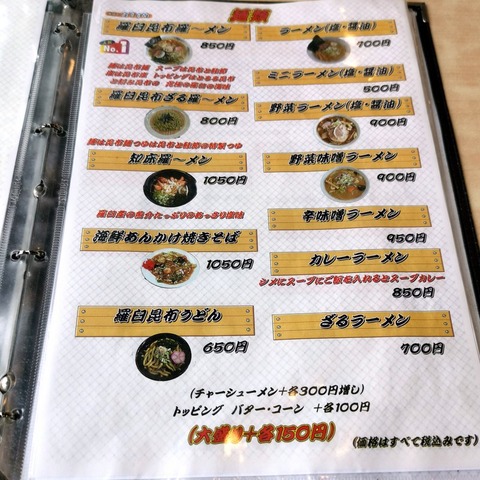 麺類
No.1
羅臼昆布羅～メン
850円
羅臼昆布ざる羅～メン
800円
知床羅～メン
1050円
海鮮あんかけ焼きそば
1050円
羅臼昆布うどん
650円
ラーメン(塩・醤油)
700円
ミニラーメン(塩・醤油)
500円
野菜ラーメン(塩・醤油)
900円
野菜味噌ラーメン
900円
辛味噌ラーメン
950円
カレーラーメン
シメにスープにご飯を入れるとスープカレー
850円
ざるラーメン
700円
(チャーシューメン+各300円増し)
トッピング バター・コーン +各100円
(大盛り+各150円)
(価格はすべて税込みです)